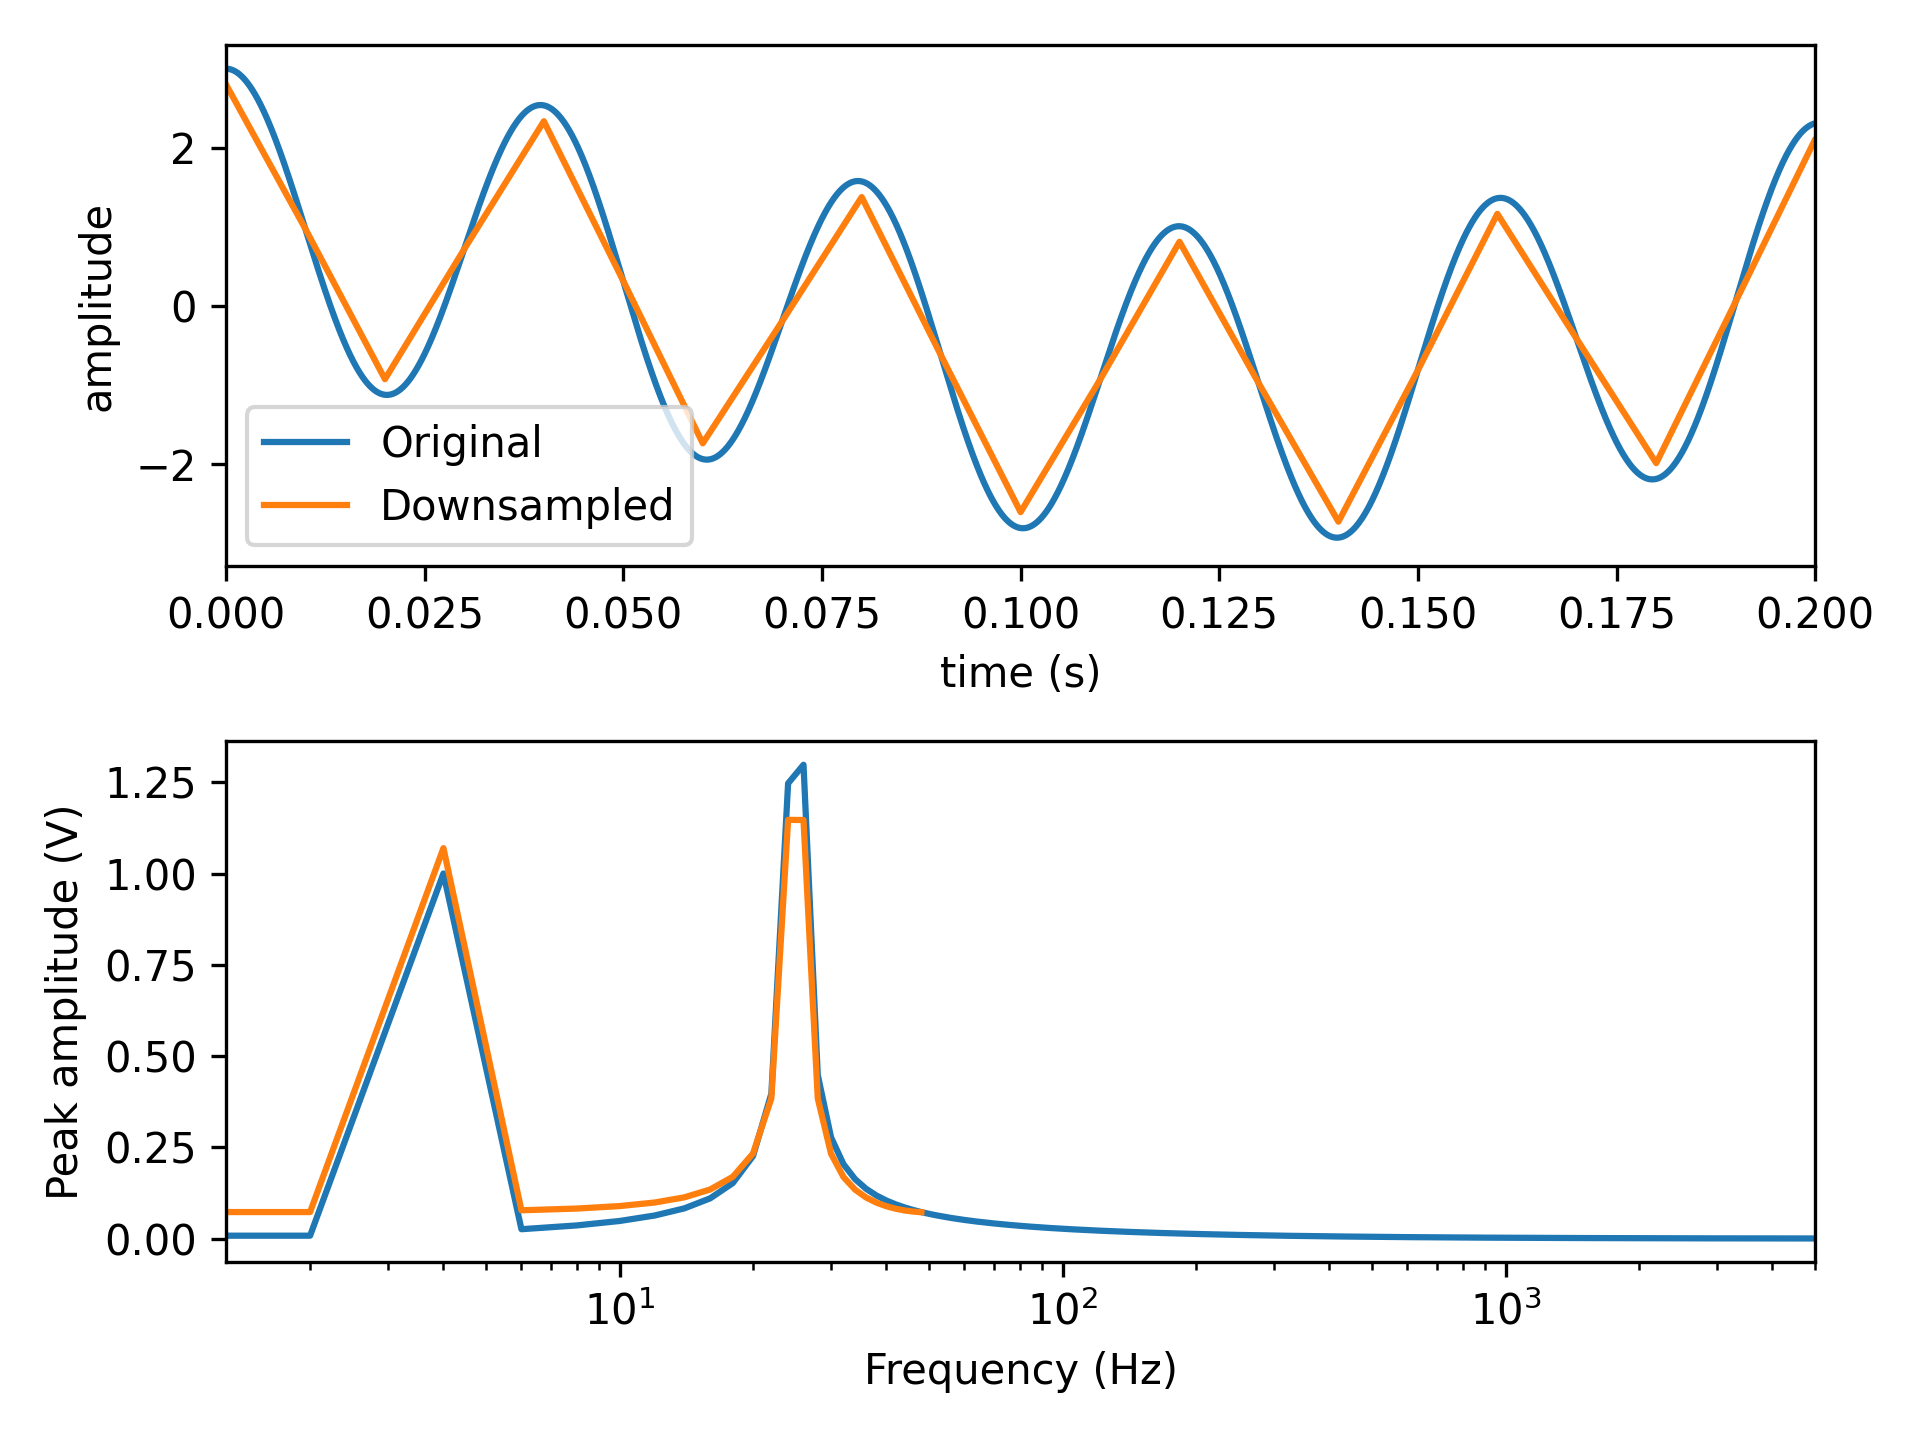 amplitude
2
0
−2
Original
Downsampled
0.000 0.025 0.050 0.075 0.100 0.125 0.150 0.175 0.200
time (s)
Peak amplitude (V)
1.25
1.00
0.75
0.50
0.25
0.00
10¹ 10² 10³
Frequency (Hz)